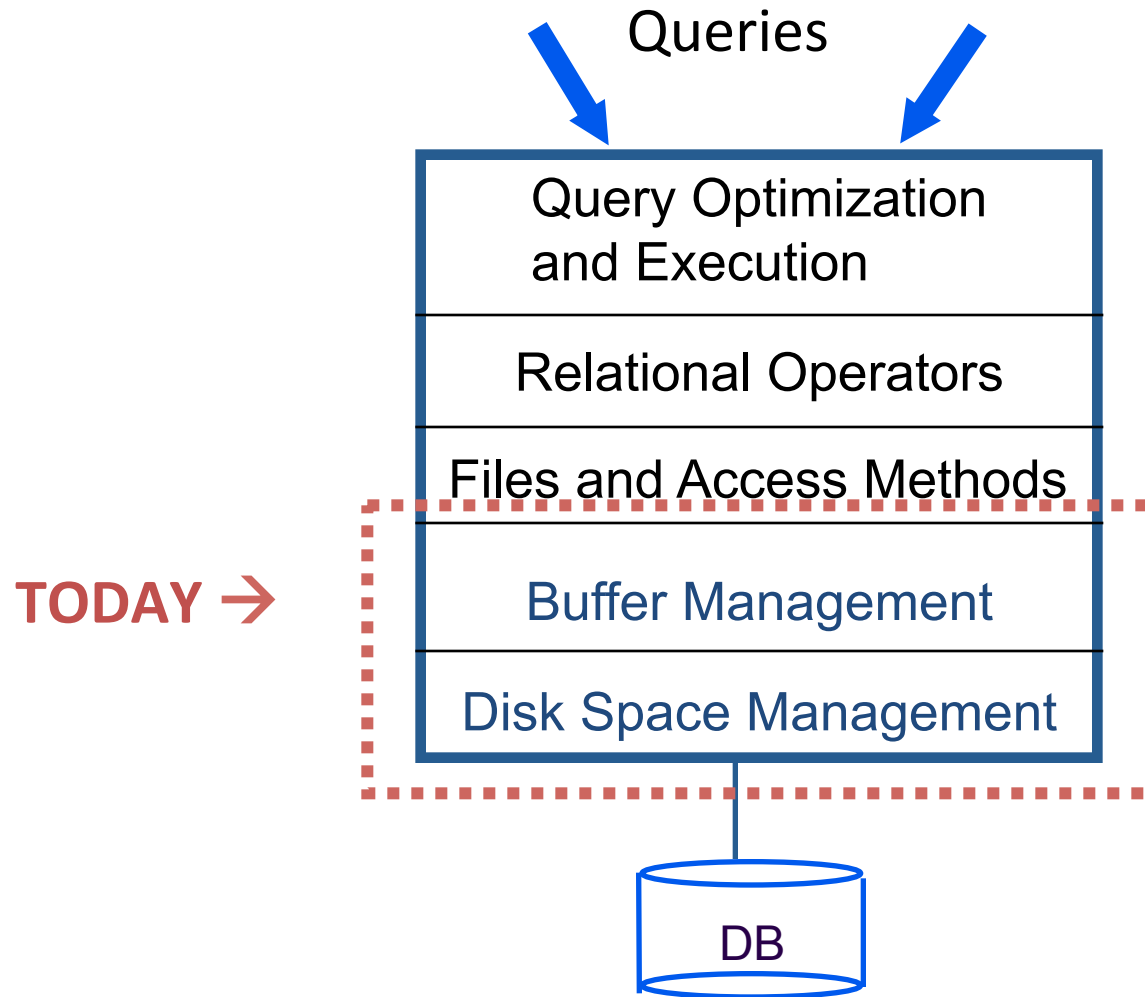 Queries
Query Optimization
and Execution
Relational Operators
Files and Access Methods
TODAY →
Buffer Management
Disk Space Management
DB